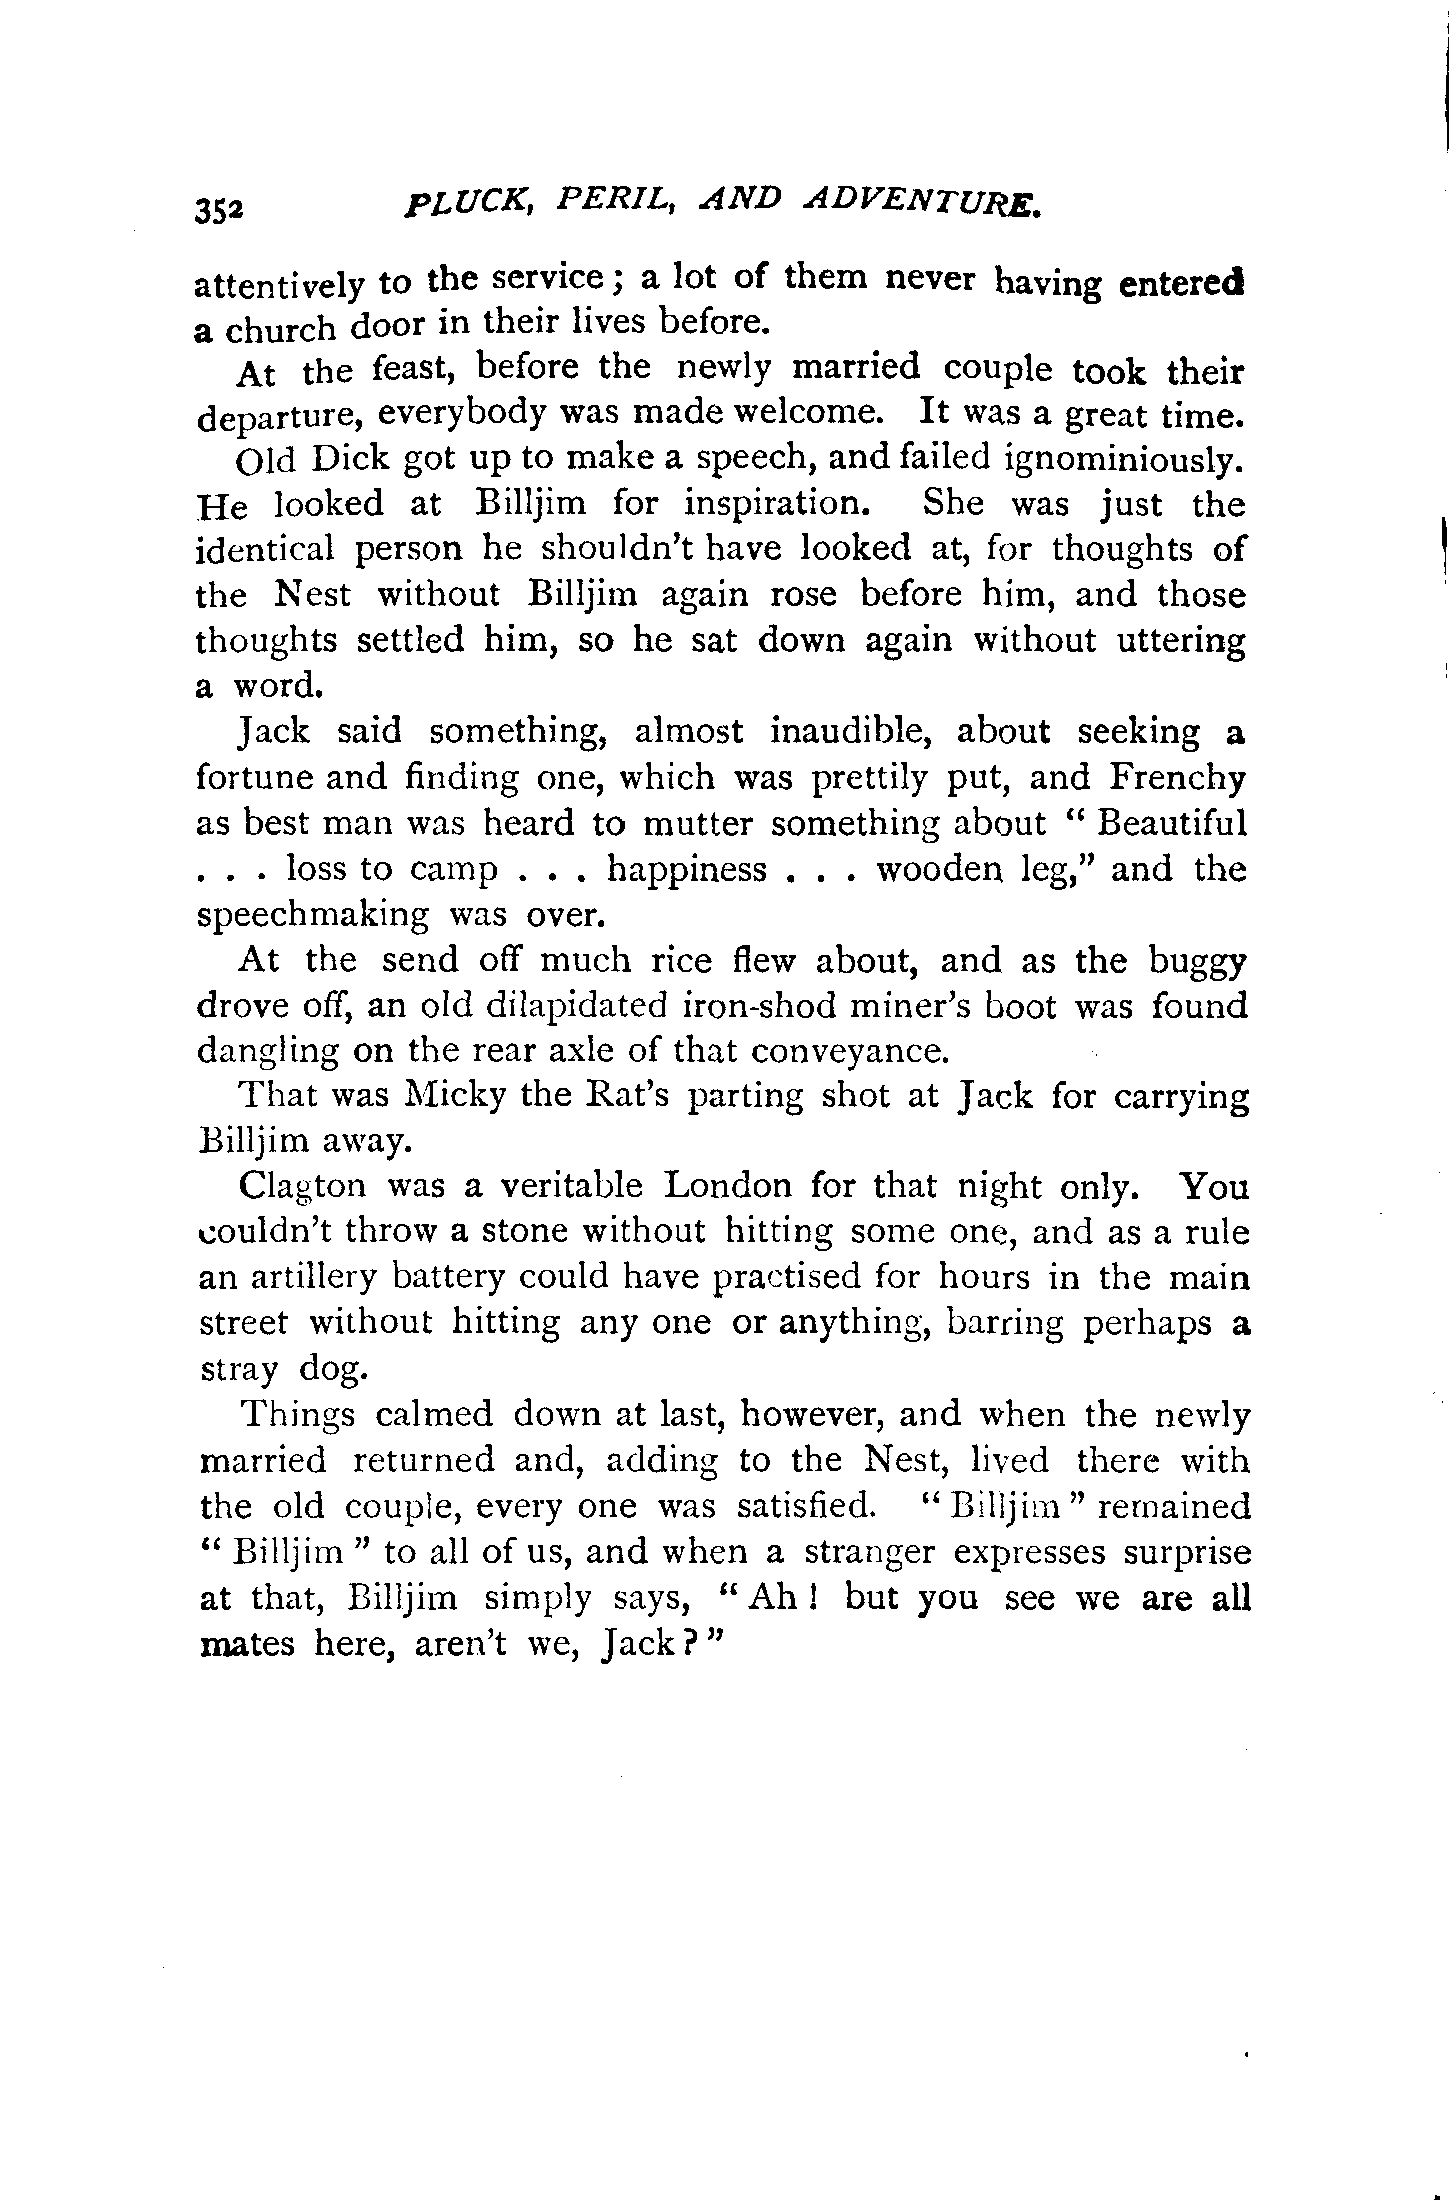 352 PLUCK, PERIL, AND ADVENTURE.
attentively to the service; a lot of them never having entered
a church door in their lives before.
At the feast, before the newly married couple took their
departure, everybody was made welcome. It was a great time.
Old Dick got up to make a speech, and failed ignominiously.
He looked at Billjim for inspiration. She was just the
identical person he shouldn't have looked at, for thoughts of
the Nest without Billjim again rose before him, and those
thoughts settled him, so he sat down again without uttering
a word.
Jack said something, almost inaudible, about seeking a
fortune and finding one, which was prettily put, and Frenchy
as best man was heard to mutter something about " Beautiful
. . . loss to camp . . . happiness . . . wooden leg," and the
speechmaking was over.
At the send off much rice flew about, and as the buggy
drove off, an old dilapidated iron-shod miner's boot was found
dangling on the rear axle of that conveyance.
That was Micky the Rat's parting shot at Jack for carrying
Billjim away.
Clagton was a veritable London for that night only. You
couldn't throw a stone without hitting some one, and as a rule
an artillery battery could have practised for hours in the main
street without hitting any one or anything, barring perhaps a
stray dog.
Things calmed down at last, however, and when the newly
married returned and, adding to the Nest, lived there with
the old couple, every one was satisfied. " Billjim " remained
" Billjim " to all of us, and when a stranger expresses surprise
at that, Billjim simply says, " Ah ! but you see we are all
mates here, aren't we, Jack ? "